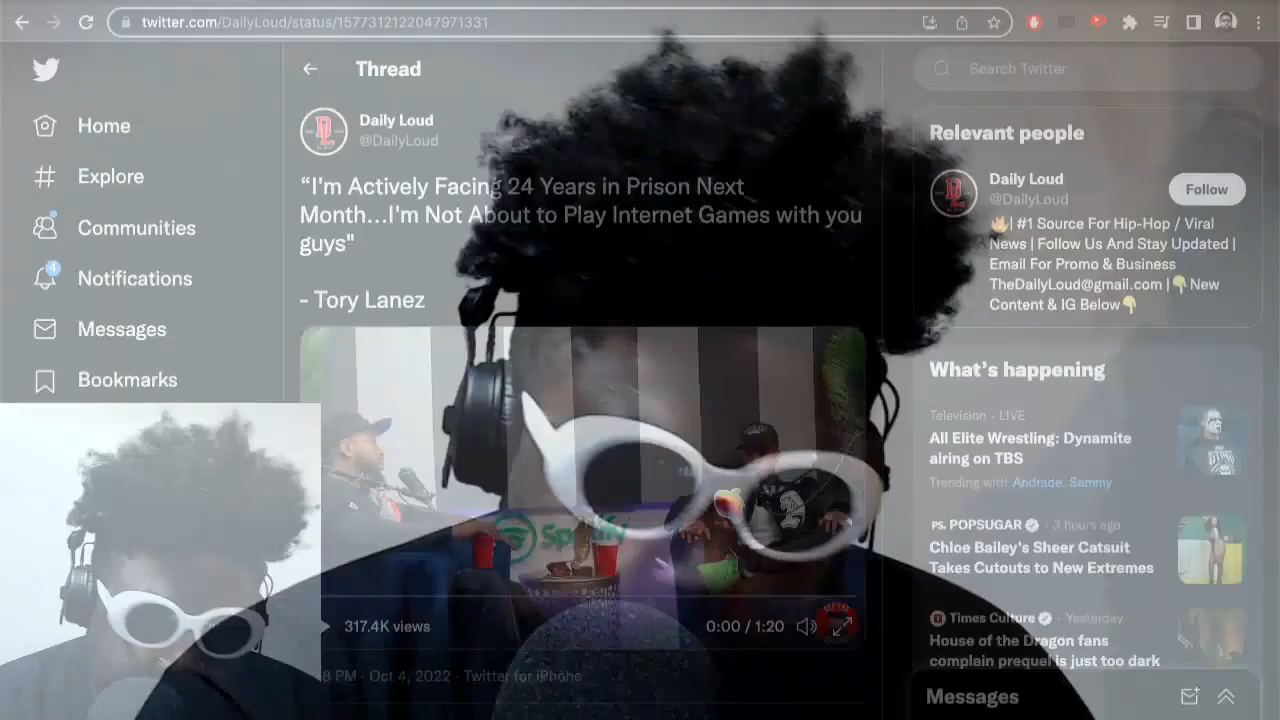 twitter.com/DailyLoud/status/1577312122047971331
Home
Explore
Communities
4
Notifications
Messages
Bookmarks
Thread
Daily Loud
@DailyLoud
“I'm Actively Facing 24 Years in Prison Next
Month...I'm Not About to Play Internet Games with you
guys"
- Tory Lanez
Spotify
317.4K views
0:00 / 1:20
8 PM · Oct 4, 2022 · Twitter for iPhone
Search Twitter
Relevant people
Daily Loud
@DailyLoud
Follow
🔥| #1 Source For Hip-Hop / Viral
News | Follow Us And Stay Updated |
Email For Promo & Business
TheDailyLoud@gmail.com |👇New
Content & IG Below👇
What’s happening
Television · LIVE
All Elite Wrestling: Dynamite
airing on TBS
Trending with Andrade, Sammy
PS. POPSUGAR · 3 hours ago
Chloe Bailey’s Sheer Catsuit
Takes Cutouts to New Extremes
Times Culture · Yesterday
House of the Dragon fans
complain prequel is just too dark
Messages